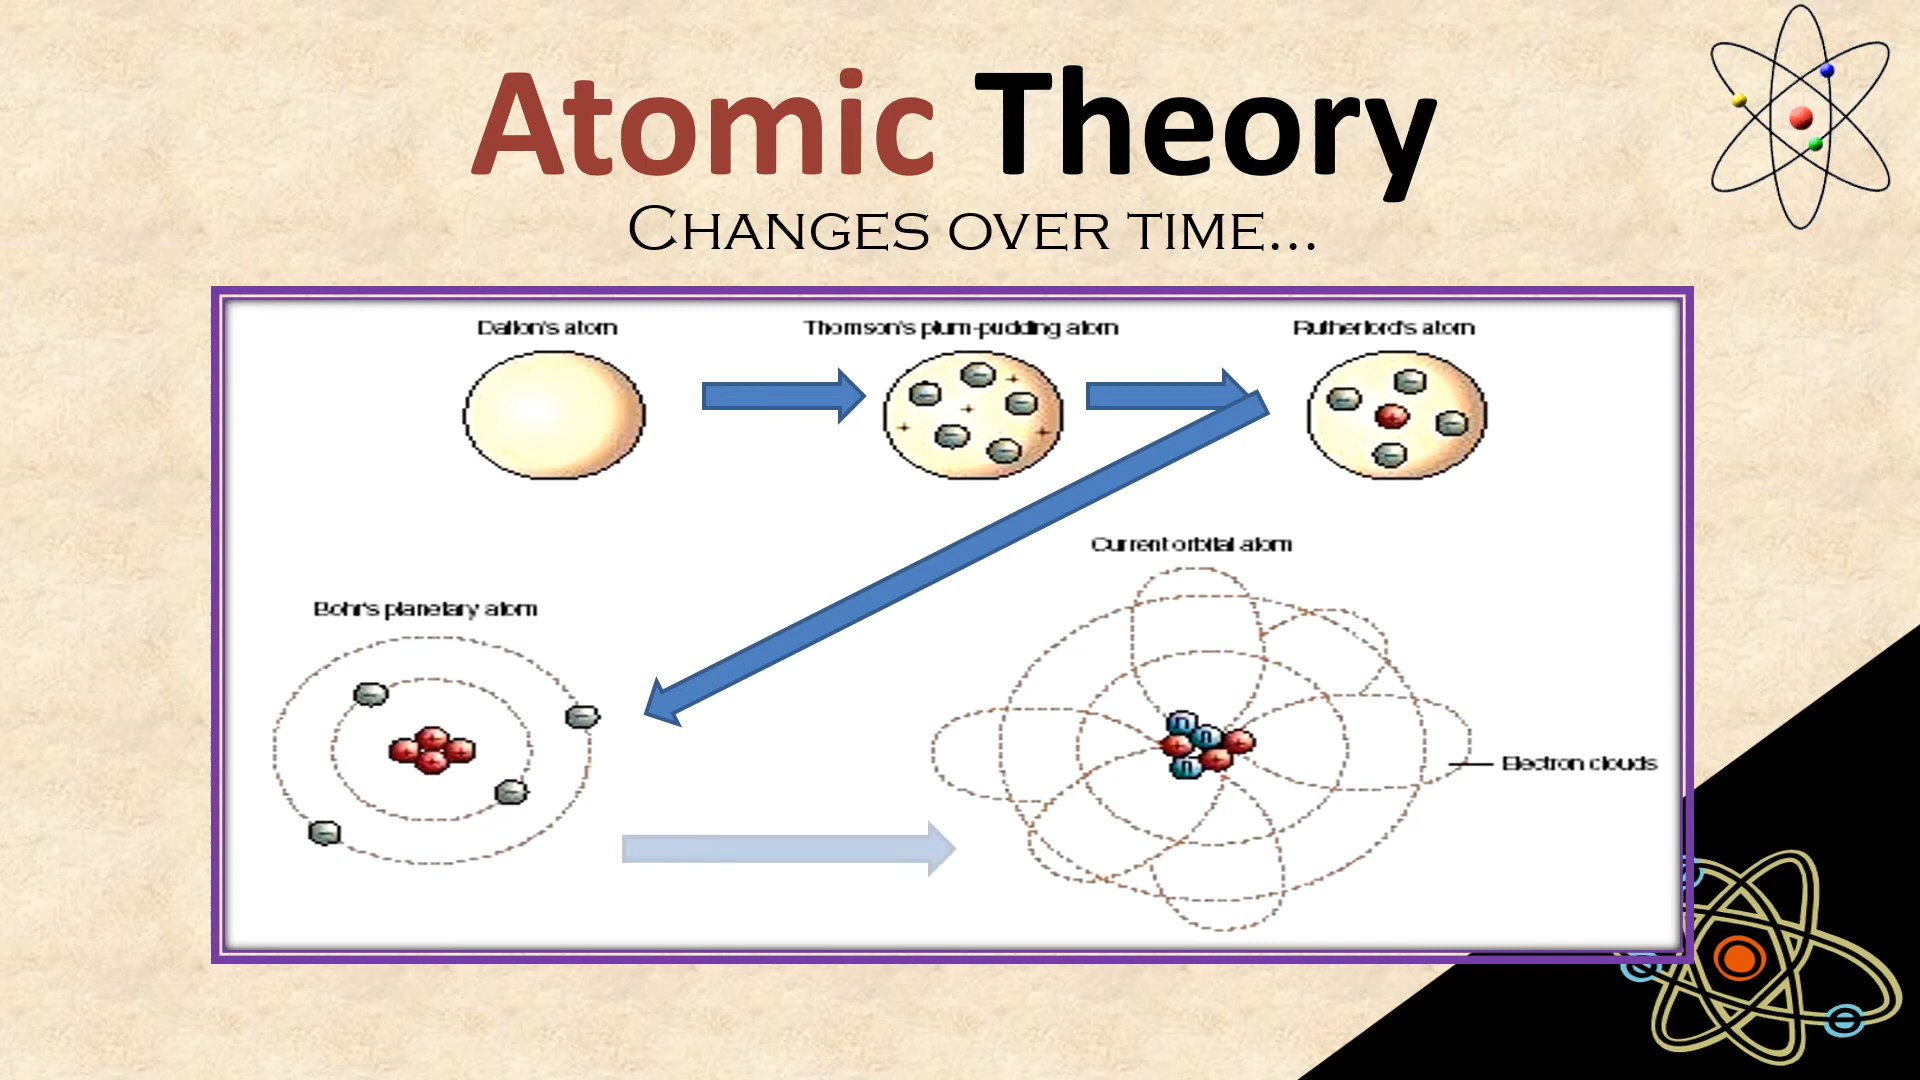 Atomic Theory
Changes over time...
Dalton's atom
Thomson's plum-pudding atom
Rutherford's atom
Current orbital atom
Bohr's planetary atom
n
n
n
Electron clouds